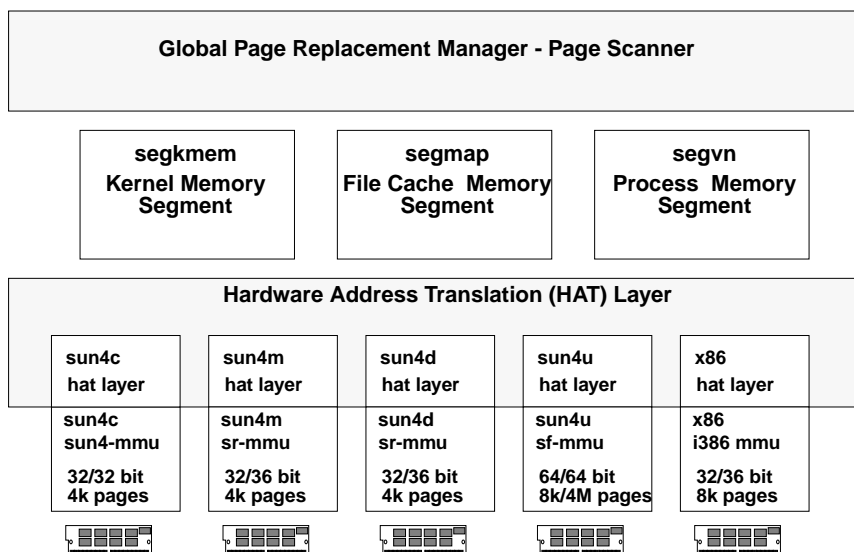 Global Page Replacement Manager - Page Scanner
segkmem
Kernel Memory
Segment
segmap
File Cache Memory
Segment
segvn
Process Memory
Segment
Hardware Address Translation (HAT) Layer
sun4c
hat layer
sun4m
hat layer
sun4d
hat layer
sun4u
hat layer
x86
hat layer
sun4c
sun4-mmu
32/32 bit
4k pages
sun4m
sr-mmu
32/36 bit
4k pages
sun4d
sr-mmu
32/36 bit
4k pages
sun4u
sf-mmu
64/64 bit
8k/4M pages
x86
i386 mmu
32/36 bit
8k pages